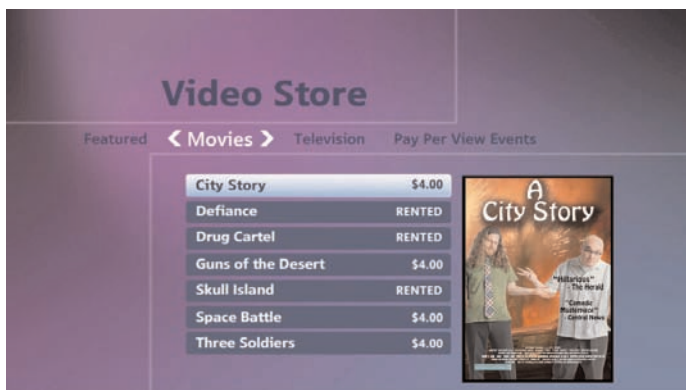 Video Store
Featured < Movies > Television Pay Per View Events
City Story $4.00
Defiance RENTED
Drug Cartel RENTED
Guns of the Desert $4.00
Skull Island RENTED
Space Battle $4.00
Three Soldiers $4.00
A
City Story
"Hilarious"
- The Herald
"Comedic
Masterpiece"
- Central News